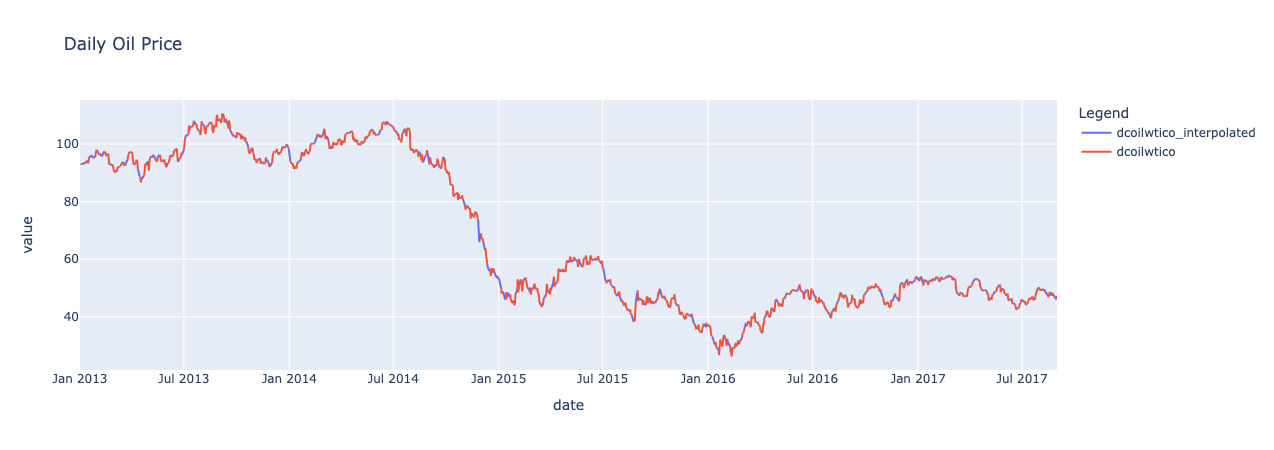 Daily Oil Price
Legend
dcoilwtico_interpolated
dcoilwtico
value
100
80
60
40
Jan 2013
Jul 2013
Jan 2014
Jul 2014
Jan 2015
Jul 2015
Jan 2016
Jul 2016
Jan 2017
Jul 2017
date